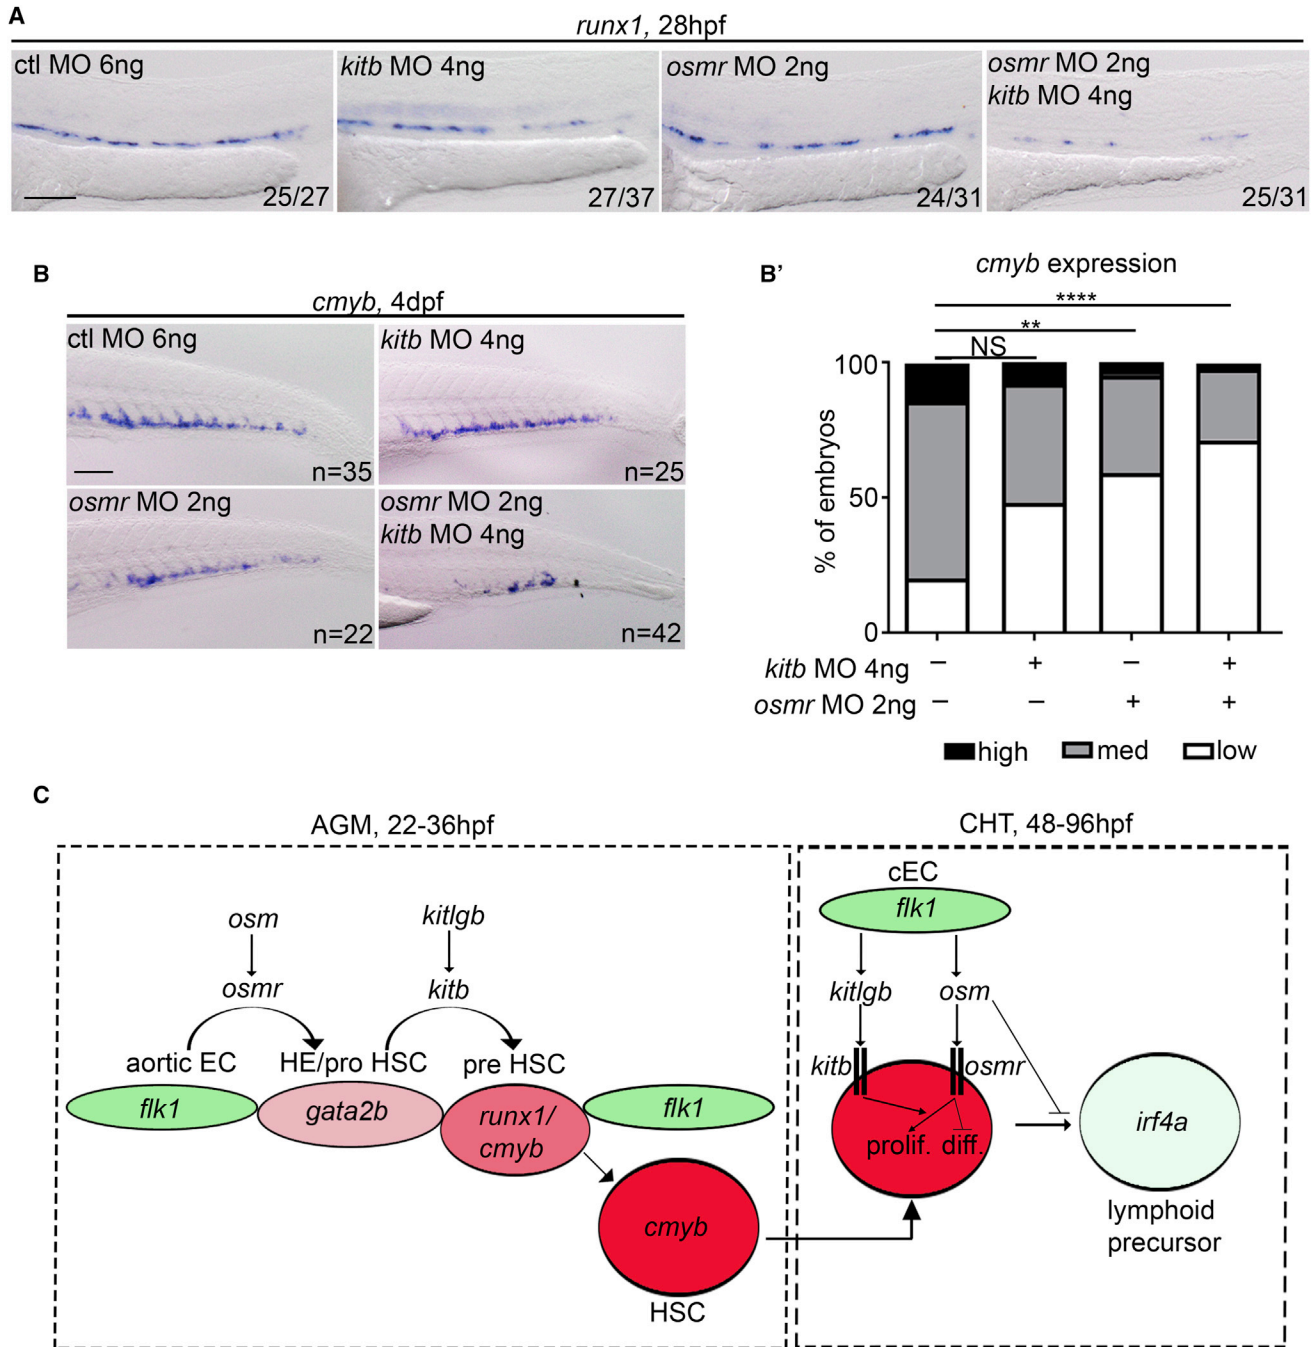 A
runx1, 28hpf
ctl MO 6ng
25/27
kitb MO 4ng
27/37
osmr MO 2ng
24/31
osmr MO 2ng
kitb MO 4ng
25/31
B
cmyb, 4dpf
ctl MO 6ng
n=35
kitb MO 4ng
n=25
osmr MO 2ng
n=22
osmr MO 2ng
kitb MO 4ng
n=42
B'
cmyb expression
****
**
NS
100
50
0
% of embryos
kitb MO 4ng − + − +
osmr MO 2ng − − + +
high med low
C
AGM, 22-36hpf
osm
kitlgb
osmr
kitb
aortic EC
HE/pro HSC
pre HSC
flk1
gata2b
runx1/
cmyb
flk1
cmyb
HSC
CHT, 48-96hpf
cEC
flk1
kitlgb
osm
kitb
osmr
prolif. diff.
irf4a
lymphoid
precursor